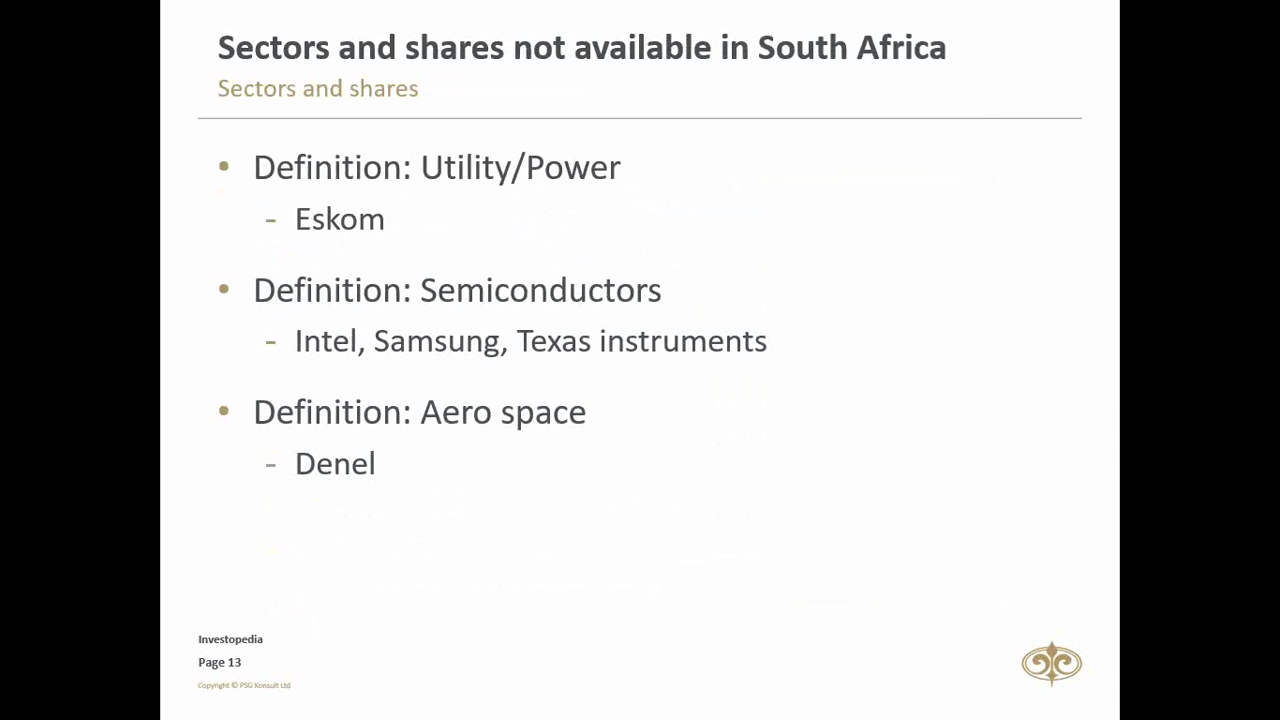 Sectors and shares not available in South Africa
Sectors and shares
• Definition: Utility/Power
- Eskom
• Definition: Semiconductors
- Intel, Samsung, Texas instruments
• Definition: Aero space
- Denel
Investopedia
Page 13
Copyright © PSG Konsult Ltd